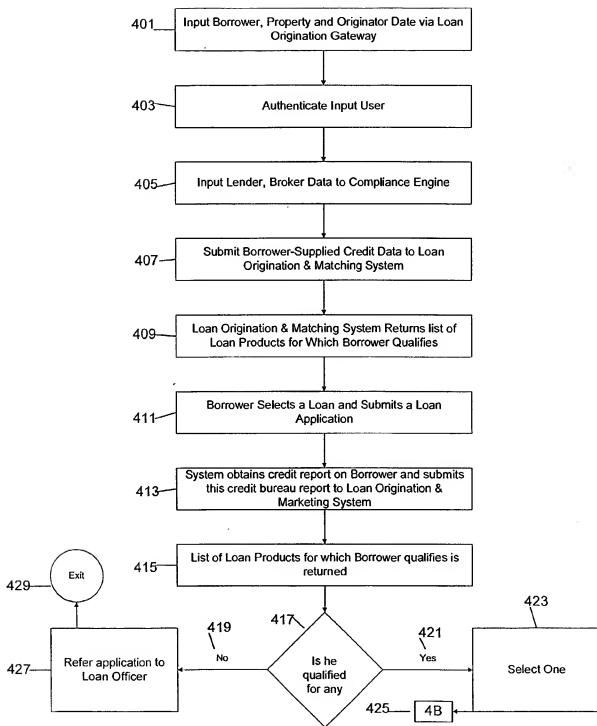 401
Input Borrower, Property and Originator Date via Loan
Origination Gateway
403
Authenticate Input User
405
Input Lender, Broker Data to Compliance Engine
407
Submit Borrower-Supplied Credit Data to Loan
Origination & Matching System
409
Loan Origination & Matching System Returns list of
Loan Products for Which Borrower Qualifies
411
Borrower Selects a Loan and Submits a Loan
Application
413
System obtains credit report on Borrower and submits
this credit bureau report to Loan Origination &
Marketing System
415
List of Loan Products for which Borrower qualifies is
returned
417
Is he
qualified
for any
419
No
421
Yes
423
Select One
425
4B
427
Refer application to
Loan Officer
429
Exit